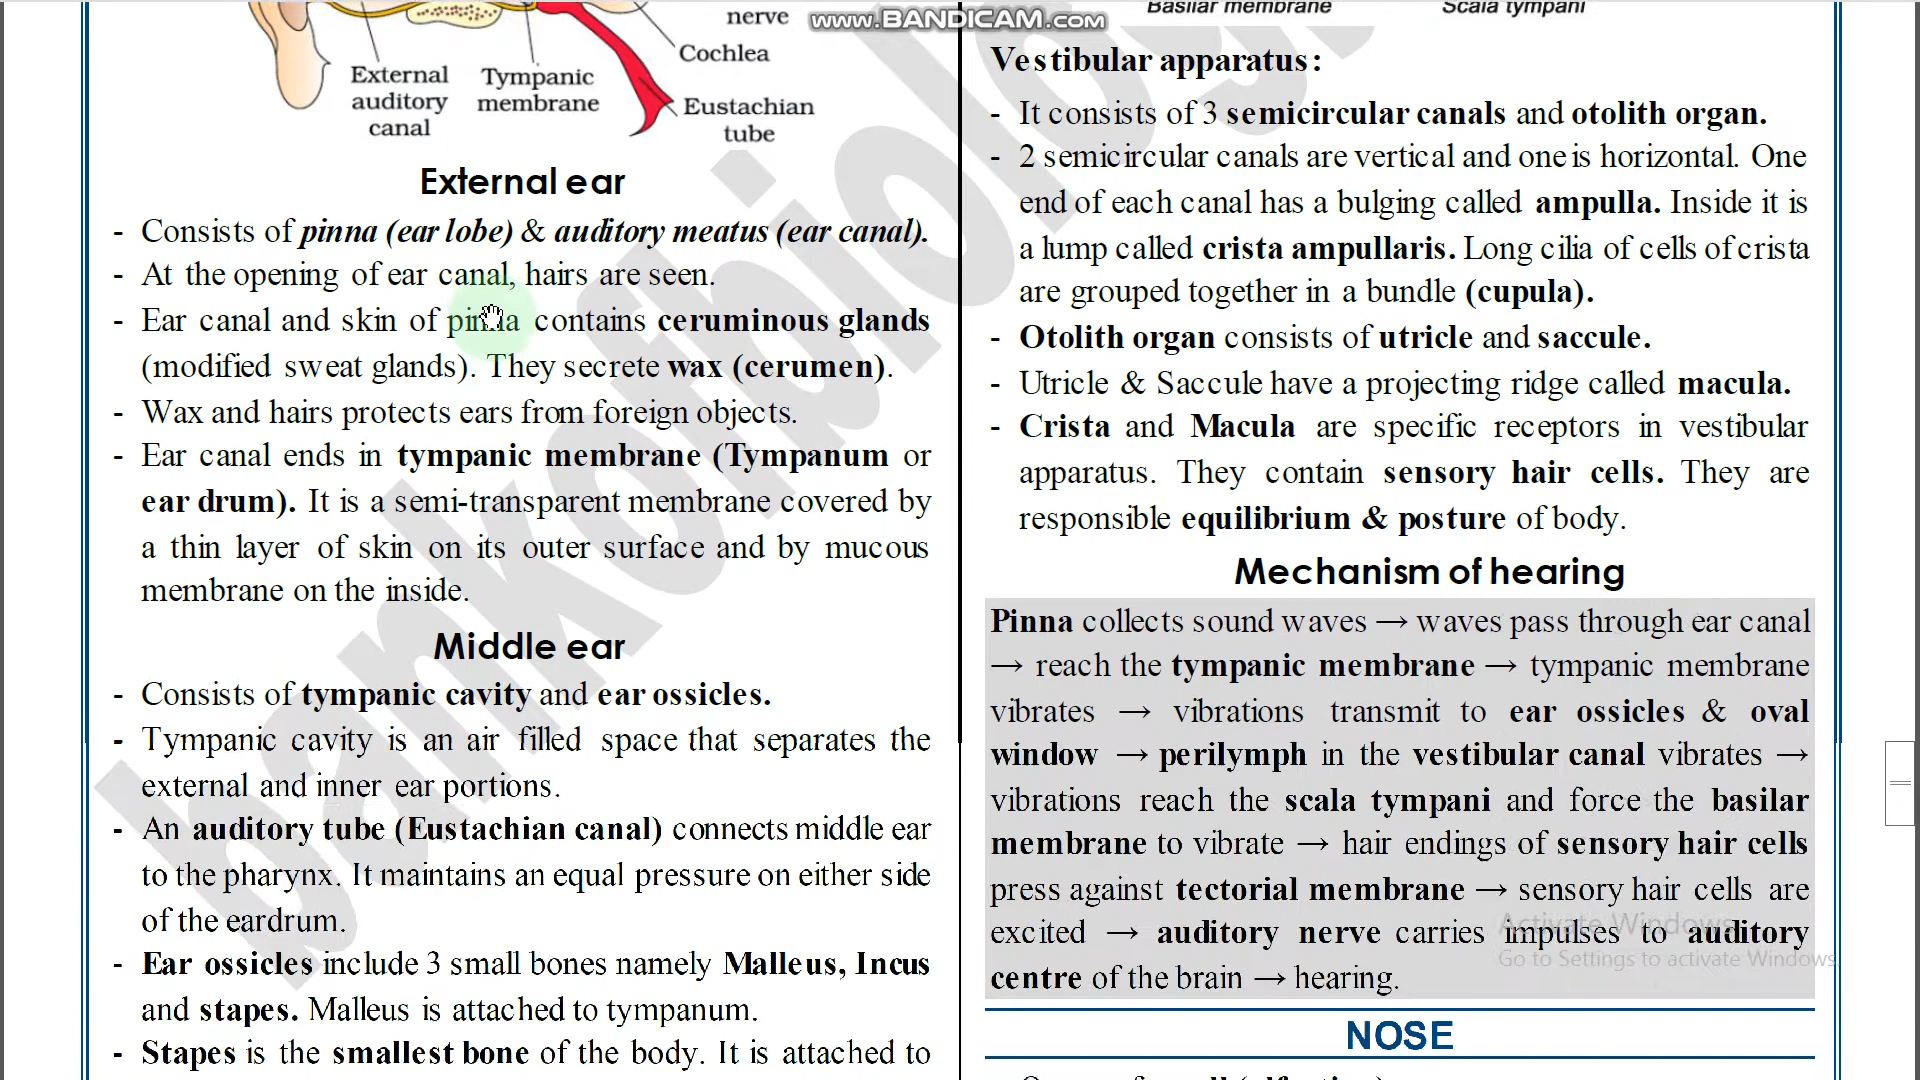 www.BANDICAM.com
nerve
Cochlea
External
auditory
canal
Tympanic
membrane
Eustachian
tube
External ear
- Consists of pinna (ear lobe) & auditory meatus (ear canal).
- At the opening of ear canal, hairs are seen.
- Ear canal and skin of pinna contains ceruminous glands
(modified sweat glands). They secrete wax (cerumen).
- Wax and hairs protects ears from foreign objects.
- Ear canal ends in tympanic membrane (Tympanum or
ear drum). It is a semi-transparent membrane covered by
a thin layer of skin on its outer surface and by mucous
membrane on the inside.
Middle ear
- Consists of tympanic cavity and ear ossicles.
- Tympanic cavity is an air filled space that separates the
external and inner ear portions.
- An auditory tube (Eustachian canal) connects middle ear
to the pharynx. It maintains an equal pressure on either side
of the eardrum.
- Ear ossicles include 3 small bones namely Malleus, Incus
and stapes. Malleus is attached to tympanum.
- Stapes is the smallest bone of the body. It is attached to
Basilar membrane
Scala tympani
Vestibular apparatus:
- It consists of 3 semicircular canals and otolith organ.
- 2 semicircular canals are vertical and one is horizontal. One
end of each canal has a bulging called ampulla. Inside it is
a lump called crista ampullaris. Long cilia of cells of crista
are grouped together in a bundle (cupula).
- Otolith organ consists of utricle and saccule.
- Utricle & Saccule have a projecting ridge called macula.
- Crista and Macula are specific receptors in vestibular
apparatus. They contain sensory hair cells. They are
responsible equilibrium & posture of body.
Mechanism of hearing
Pinna collects sound waves → waves pass through ear canal
→ reach the tympanic membrane → tympanic membrane
vibrates → vibrations transmit to ear ossicles & oval
window → perilymph in the vestibular canal vibrates →
vibrations reach the scala tympani and force the basilar
membrane to vibrate → hair endings of sensory hair cells
press against tectorial membrane → sensory hair cells are
excited → auditory nerve carries impulses to auditory
centre of the brain → hearing.
Activate Windows
Go to Settings to activate Windows.
NOSE
bankofbiology